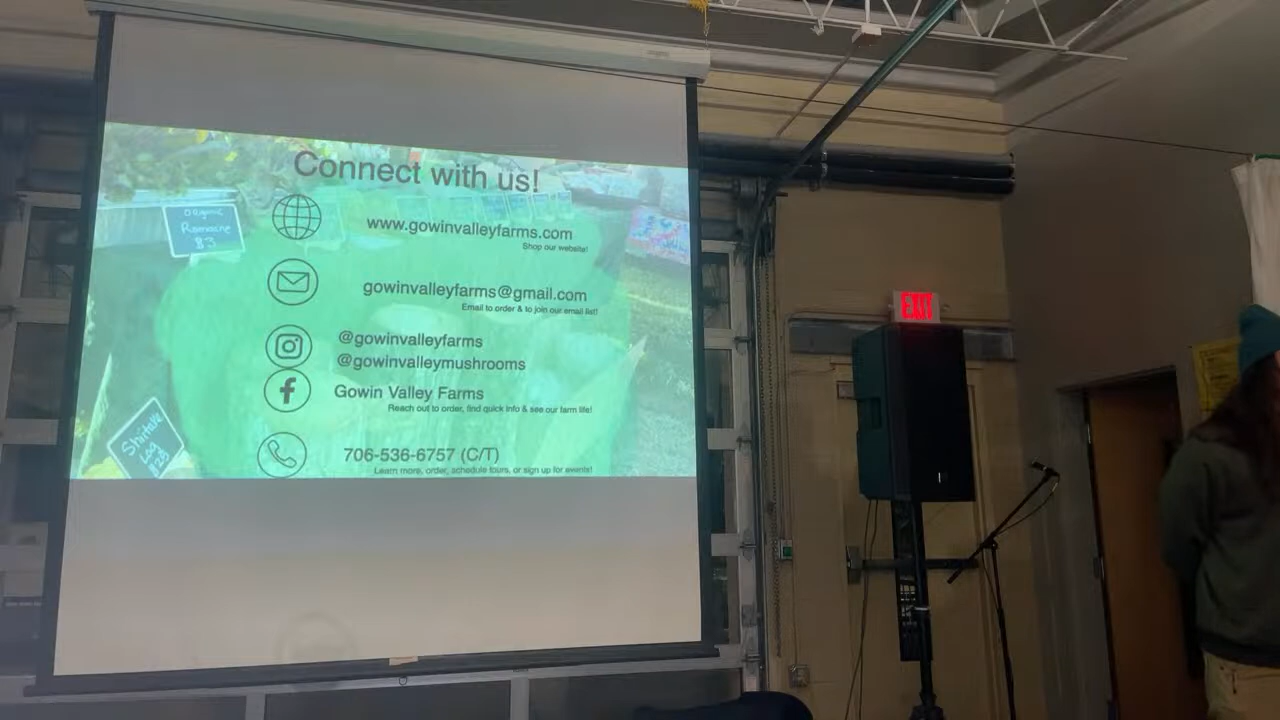 Connect with us!
www.gowinvalleyfarms.com
Shop our website!
gowinvalleyfarms@gmail.com
Email to order & to join our email list!
@gowinvalleyfarms
@gowinvalleymushrooms
Gowin Valley Farms
Reach out to order, find quick info & see our farm life!
706-536-6757 (C/T)
Learn more, order, schedule tours, or sign up for events!
Organic
Romaine
$3
Shiitake
Log
$28
EXIT